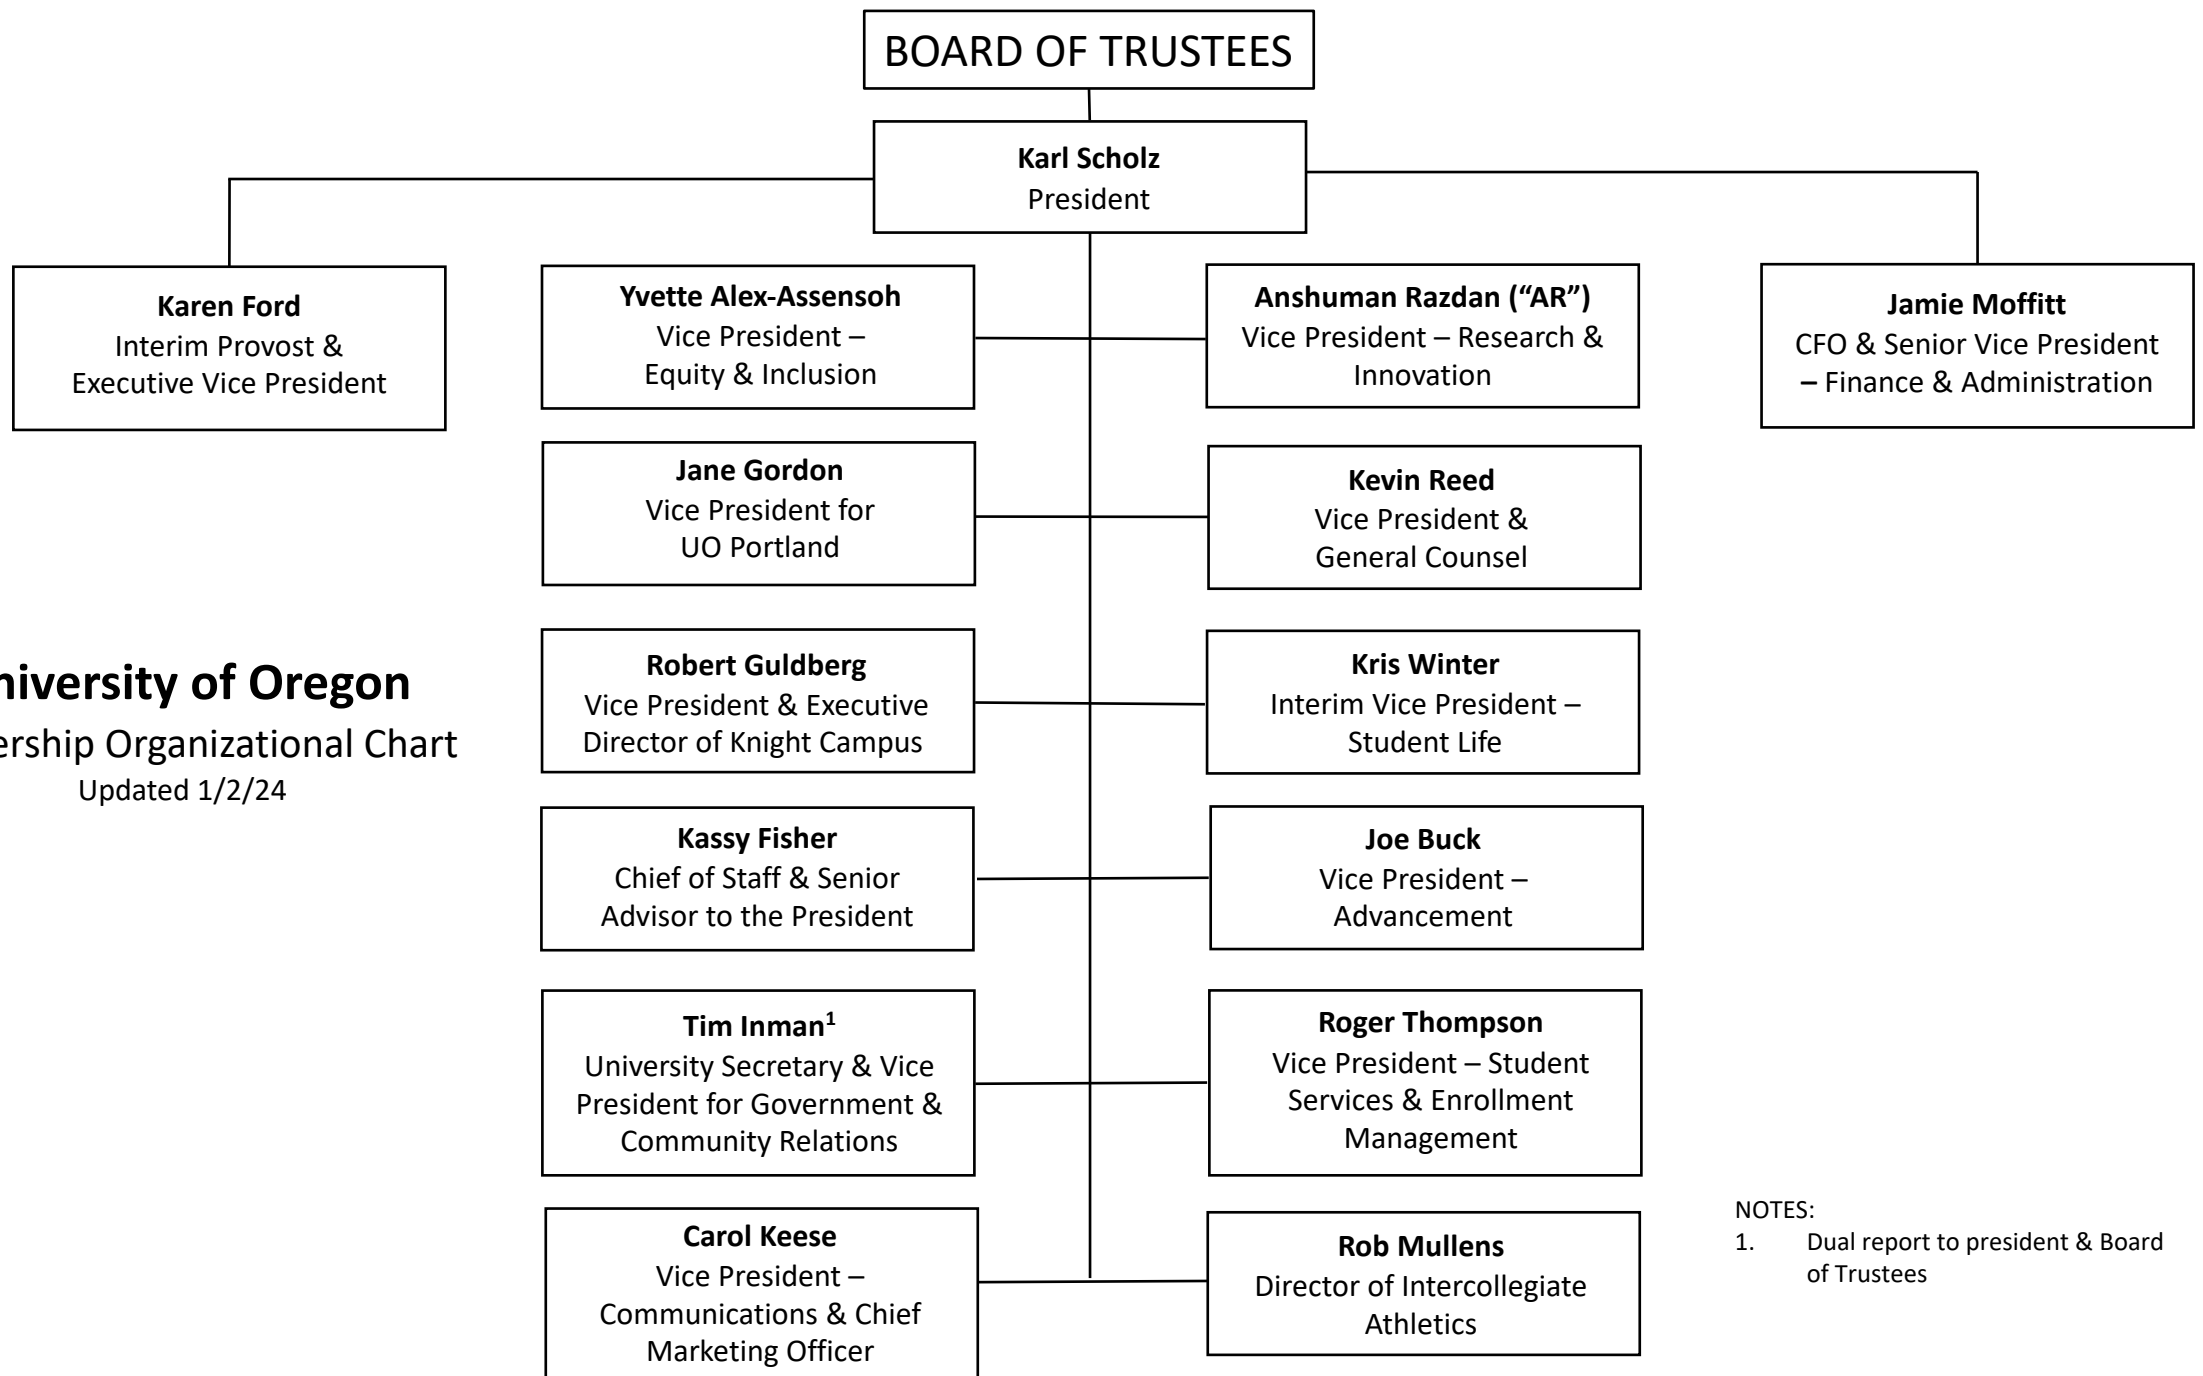 BOARD OF TRUSTEES
Karl Scholz
President
Karen Ford
Interim Provost &
Executive Vice President
Yvette Alex-Assensoh
Vice President –
Equity & Inclusion
Anshuman Razdan (“AR”)
Vice President – Research &
Innovation
Jamie Moffitt
CFO & Senior Vice President
– Finance & Administration
Jane Gordon
Vice President for
UO Portland
Kevin Reed
Vice President &
General Counsel
Robert Guldberg
Vice President & Executive
Director of Knight Campus
Kris Winter
Interim Vice President –
Student Life
niversity of Oregon
ership Organizational Chart
Updated 1/2/24
Kassy Fisher
Chief of Staff & Senior
Advisor to the President
Joe Buck
Vice President –
Advancement
Tim Inman¹
University Secretary & Vice
President for Government &
Community Relations
Roger Thompson
Vice President – Student
Services & Enrollment
Management
Carol Keese
Vice President –
Communications & Chief
Marketing Officer
Rob Mullens
Director of Intercollegiate
Athletics
NOTES:
1. Dual report to president & Board
of Trustees